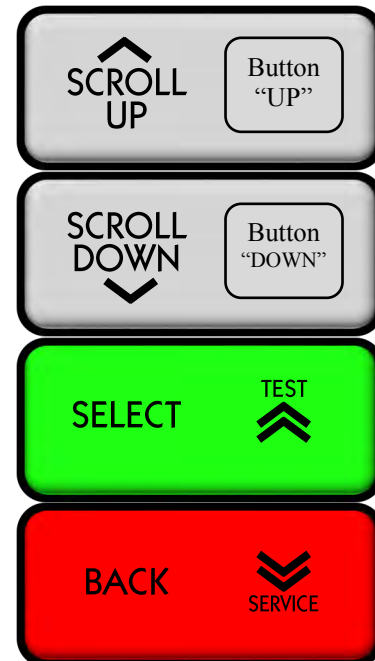 SCROLL
UP
Button
“UP”
SCROLL
DOWN
Button
“DOWN”
SELECT
TEST
BACK
SERVICE